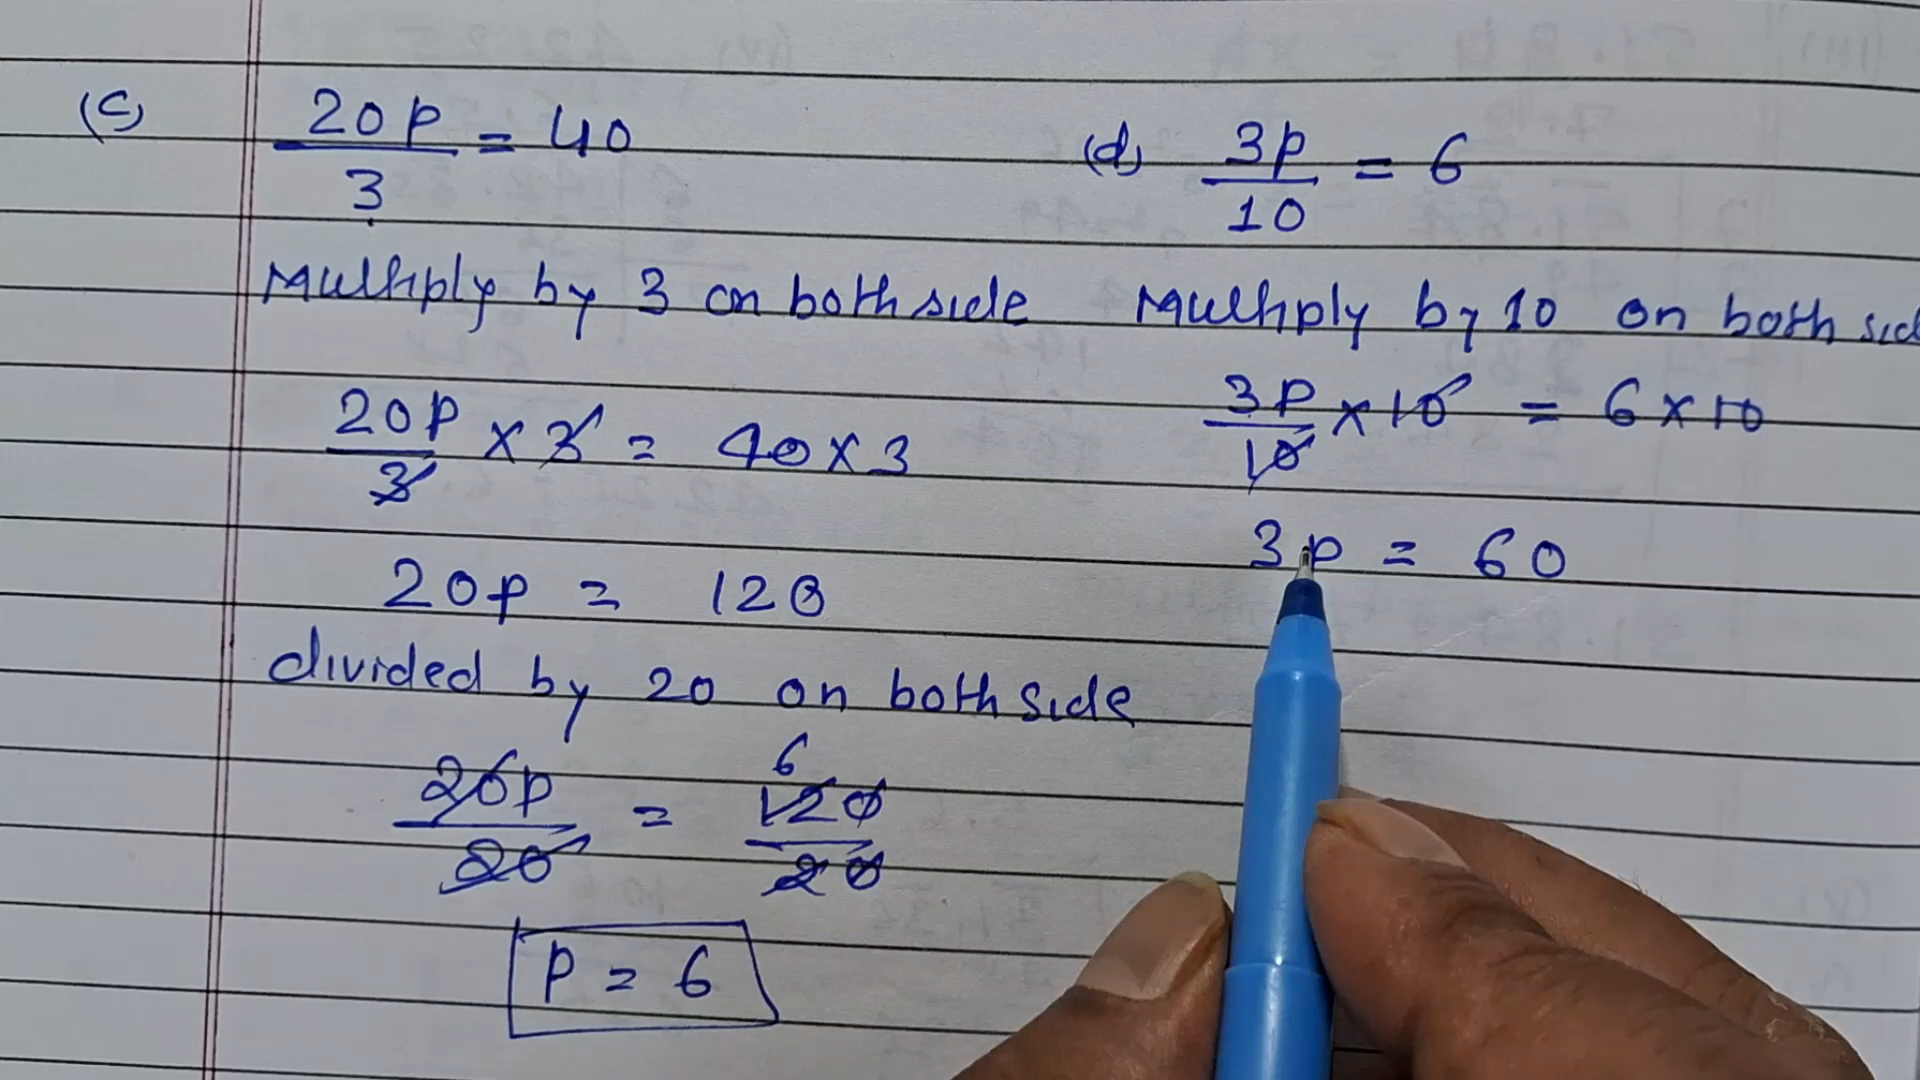 (c) 20p/3 = 40
Multiply by 3 on both side
20p/3 × 3 = 40 × 3
20p = 120
divided by 20 on both side
20p/20 = 120/20 6
p = 6
(d) 3p/10 = 6
Multiply by 10 on both sid
3p/10 × 10 = 6 × 10
3p = 60